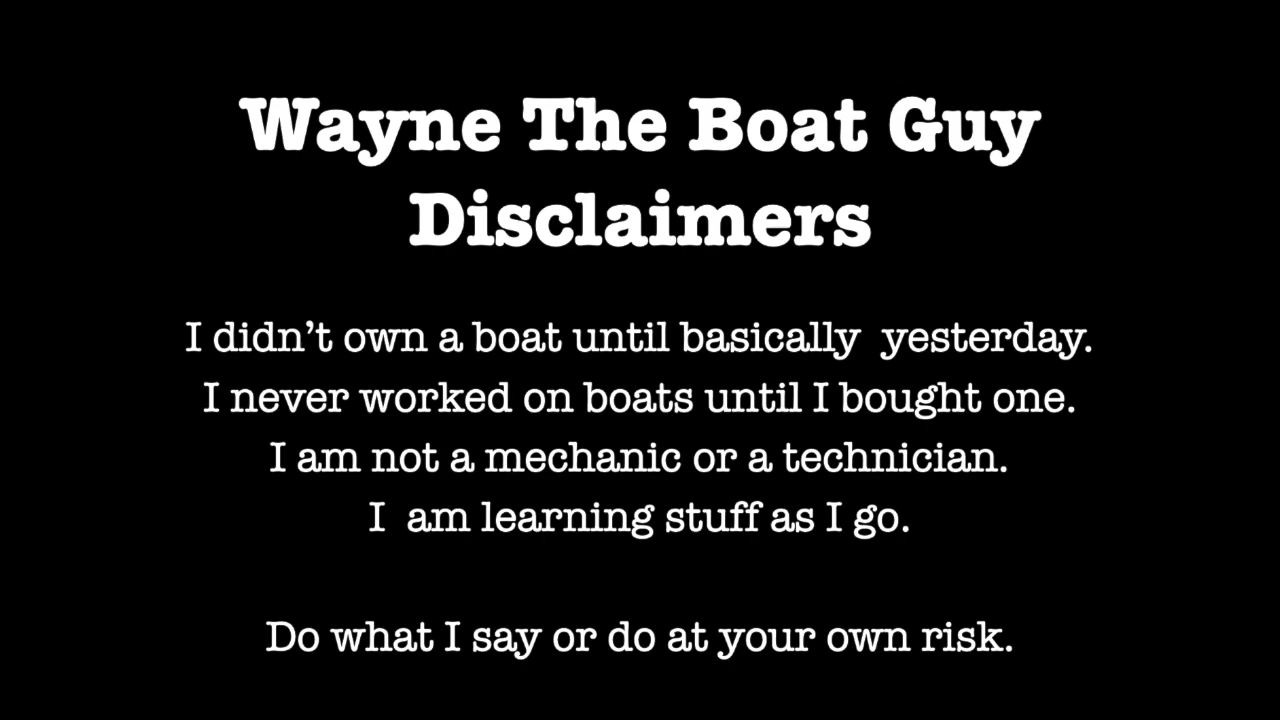 Wayne The Boat Guy
Disclaimers
I didn't own a boat until basically  yesterday.
I never worked on boats until I bought one.
I am not a mechanic or a technician.
I  am learning stuff as I go.
Do what I say or do at your own risk.